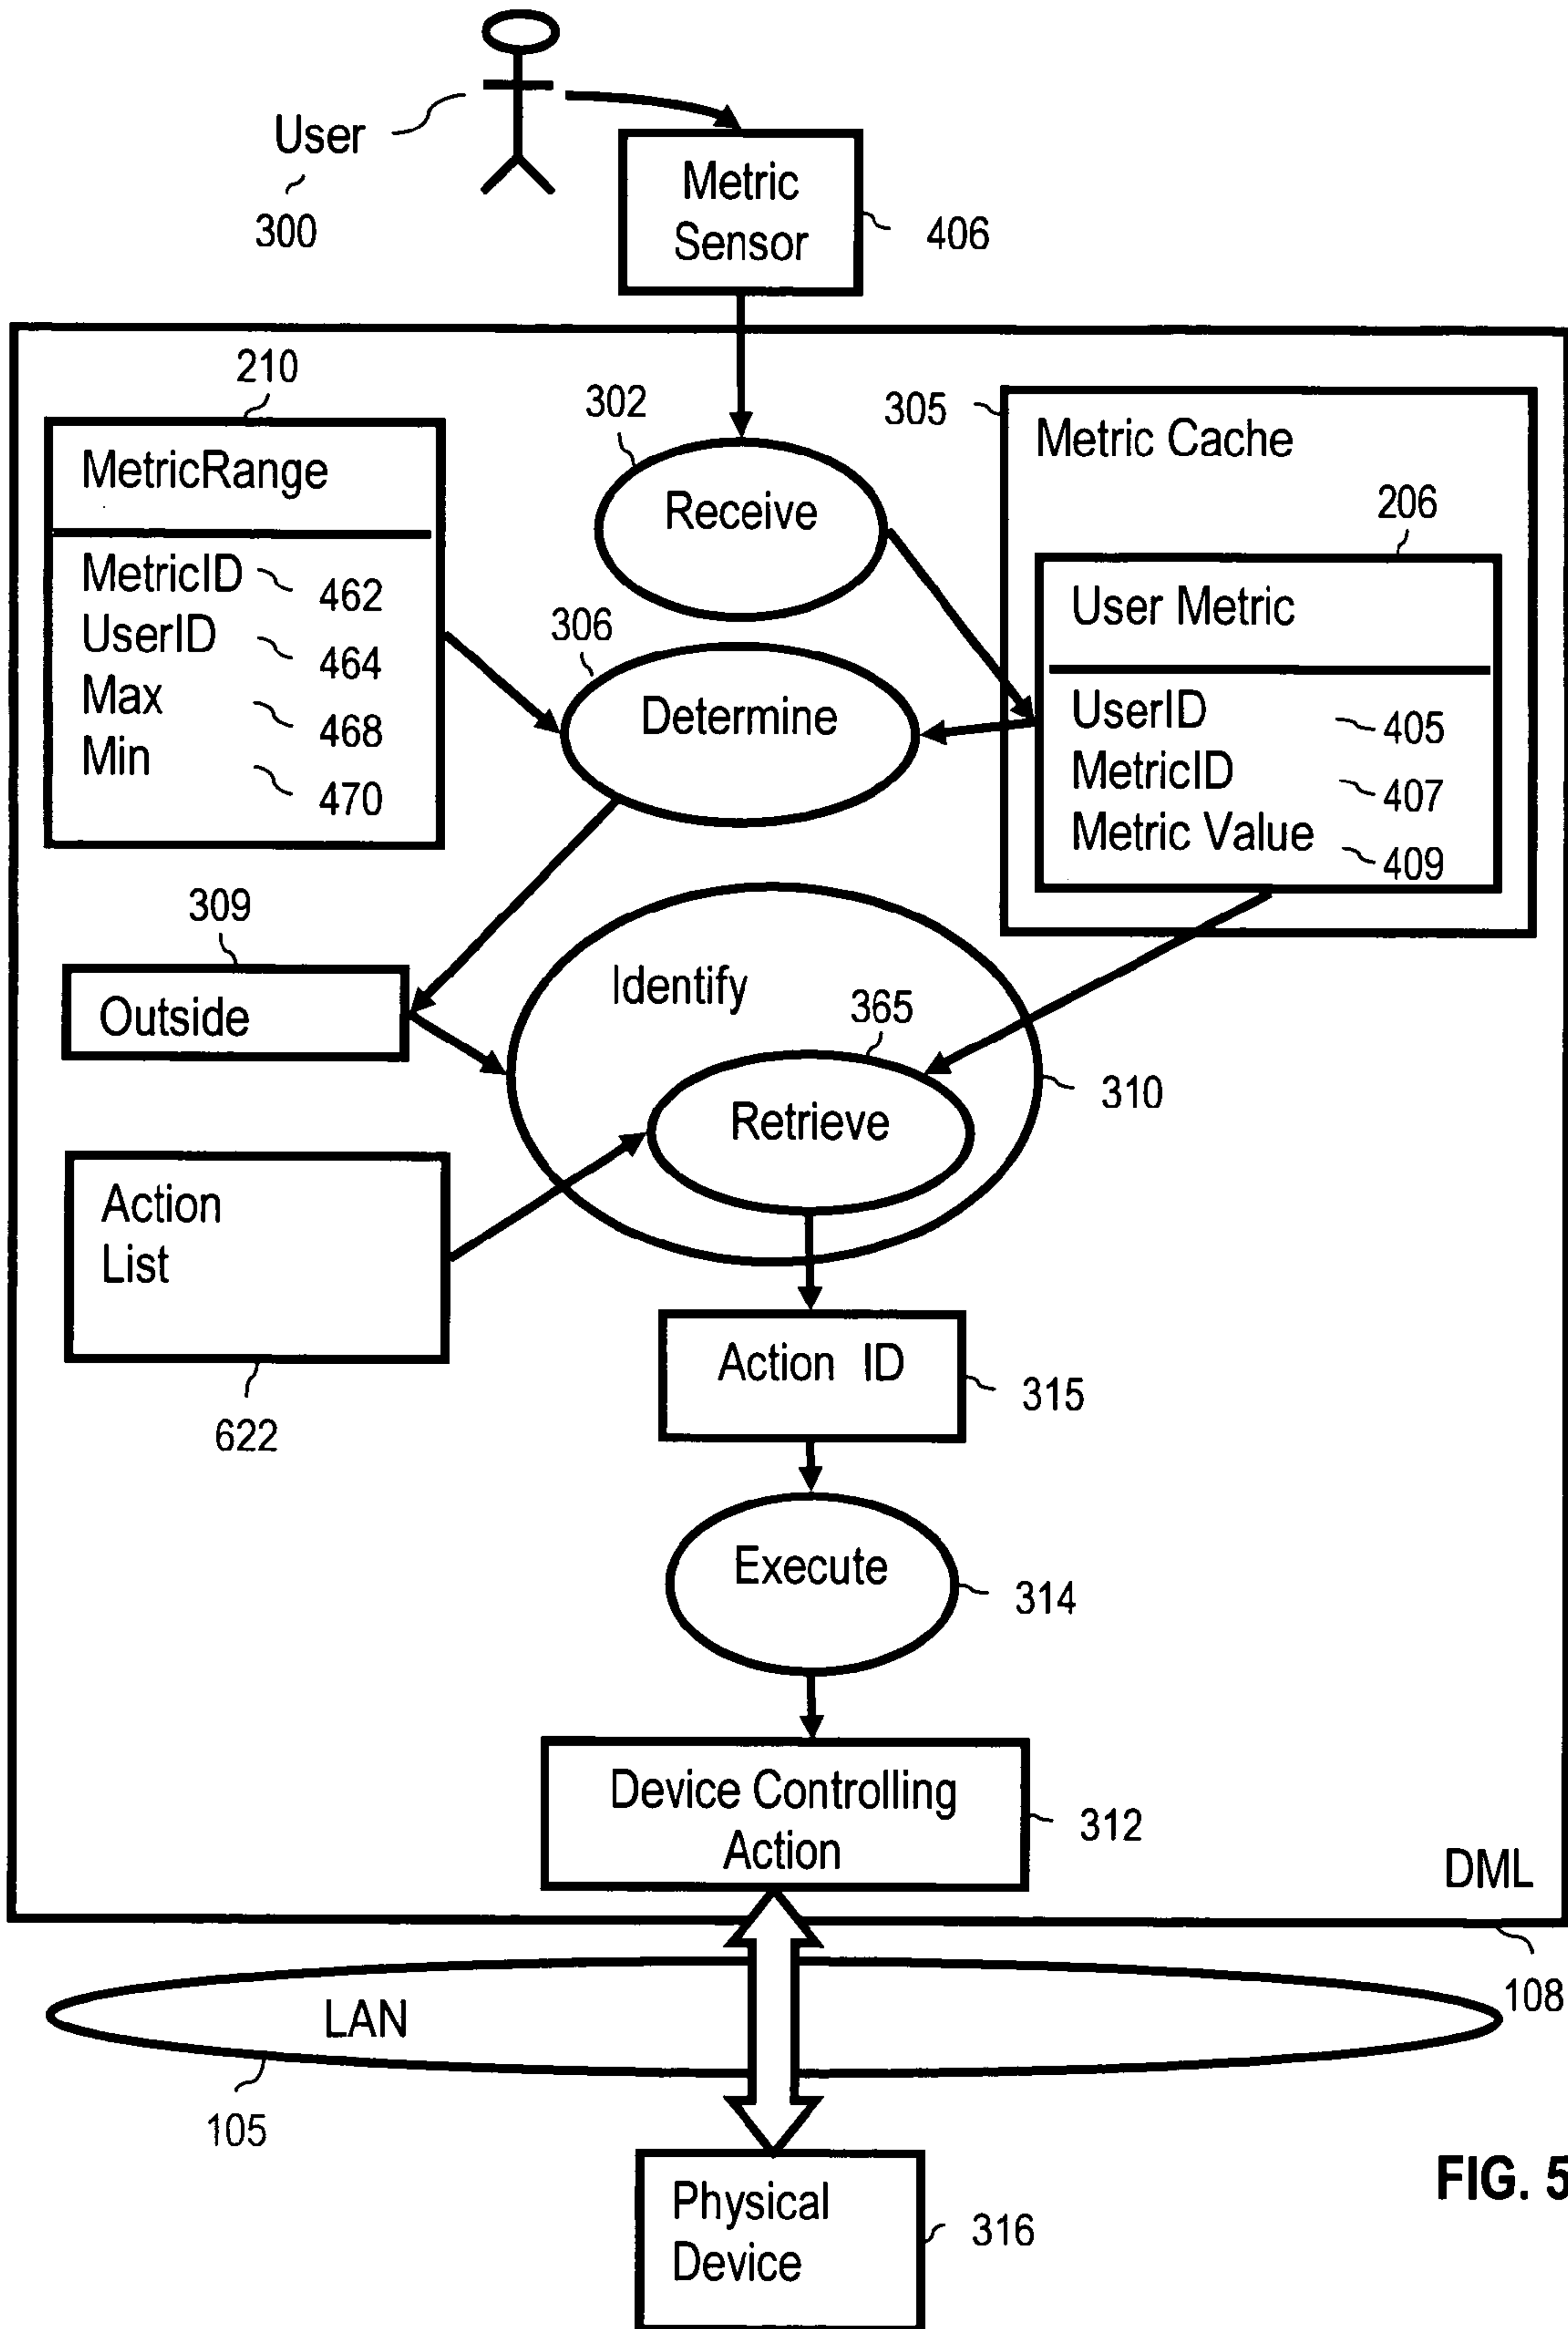 User
300
Metric
Sensor
406
210
MetricRange
MetricID
462
UserID
464
Max
468
Min
470
302
Receive
305
Metric Cache
206
User Metric
UserID
405
MetricID
407
Metric Value
409
306
Determine
309
Outside
Identify
365
Retrieve
310
Action
List
622
Action ID
315
Execute
314
Device Controlling
Action
312
DML
108
LAN
105
Physical
Device
316
FIG. 5